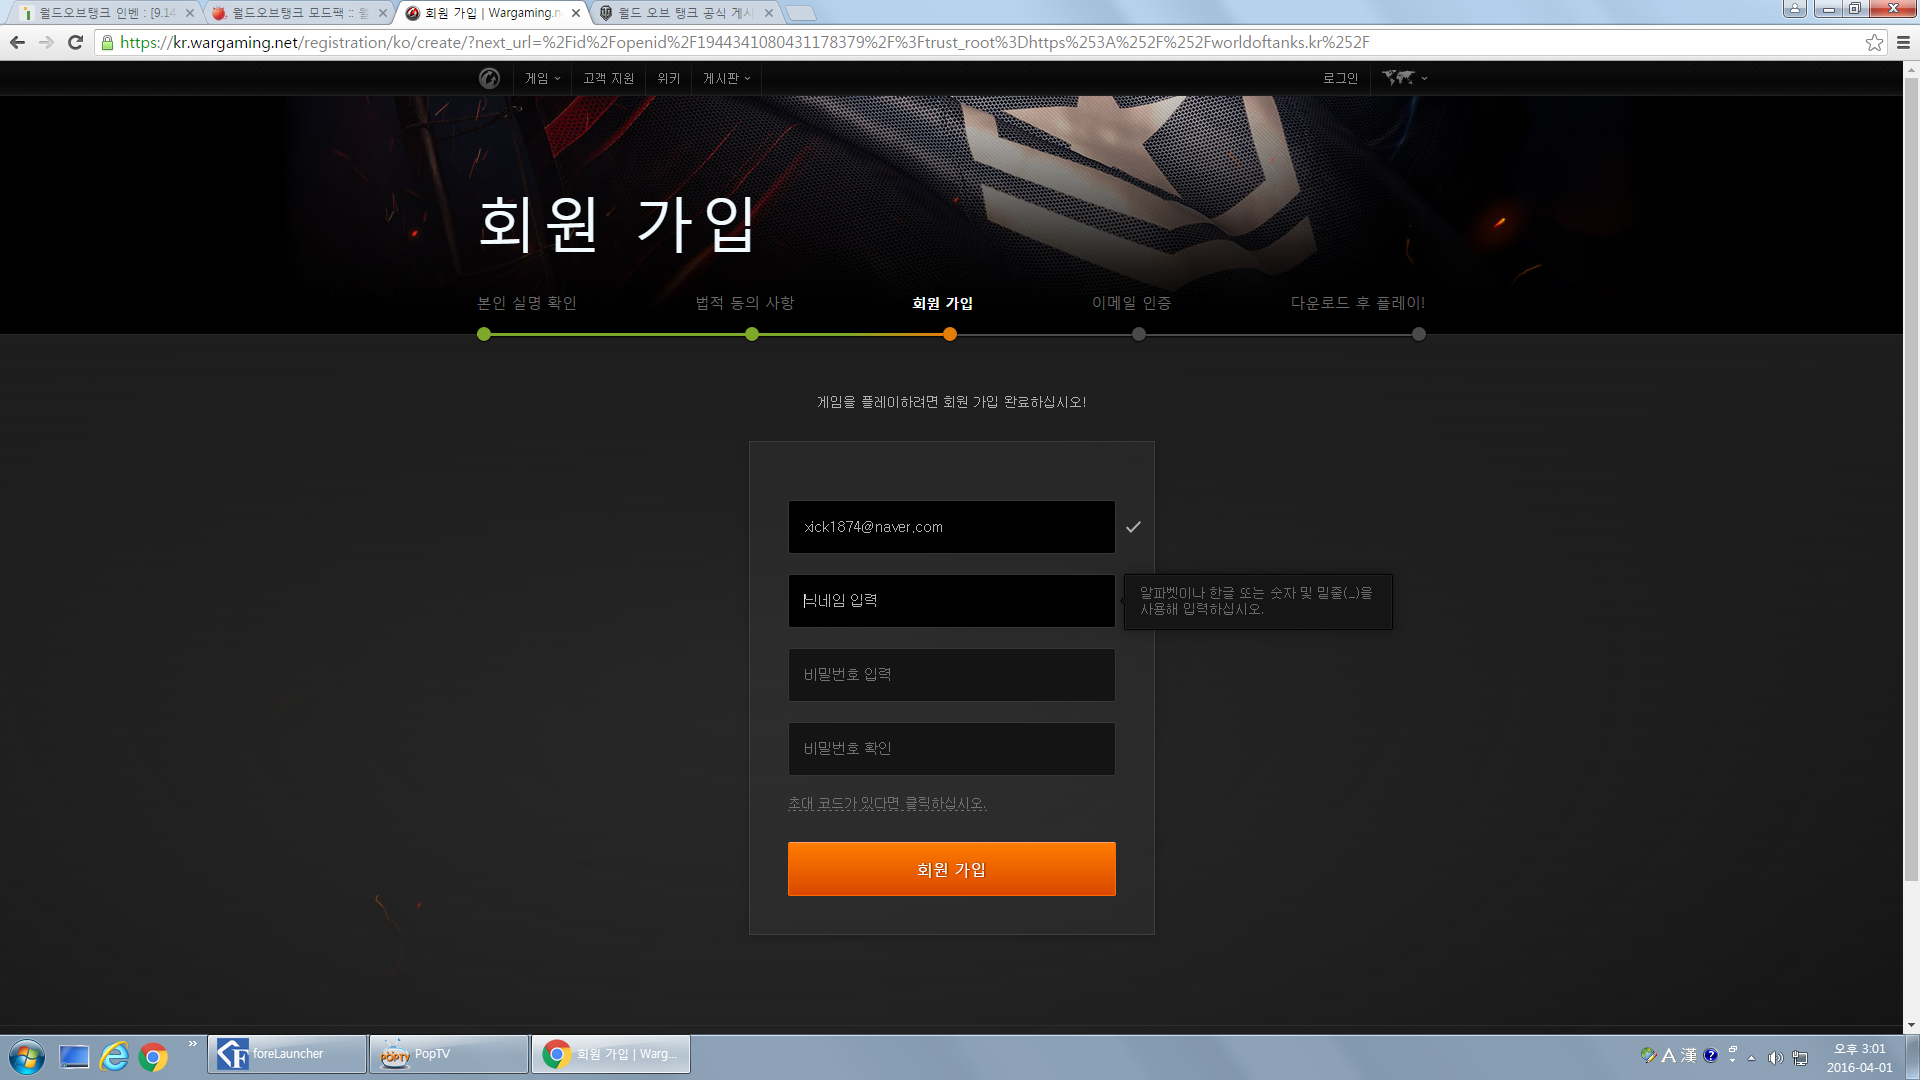 월드오브탱크 인벤 : [9.14
월드오브탱크 모드팩 :: 월
회원 가입 | Wargaming.n
월드 오브 탱크 공식 게시
https://kr.wargaming.net/registration/ko/create/?next_url=%2Fid%2Fopenid%2F1944341080431178379%2F%3Ftrust_root%3Dhttps%253A%252F%252Fworldoftanks.kr%252F
게임
고객 지원
위키
게시판
로그인
회원 가입
본인 실명 확인
법적 동의 사항
회원 가입
이메일 인증
다운로드 후 플레이!
게임을 플레이하려면 회원 가입 완료하십시오!
xick1874@naver.com
닉네임 입력
알파벳이나 한글 또는 숫자 및 밑줄(_)을
사용해 입력하십시오.
비밀번호 입력
비밀번호 확인
초대 코드가 있다면 클릭하십시오.
회원 가입
foreLauncher
PopTV
회원 가입 | Warg...
A 漢
오후 3:01
2016-04-01